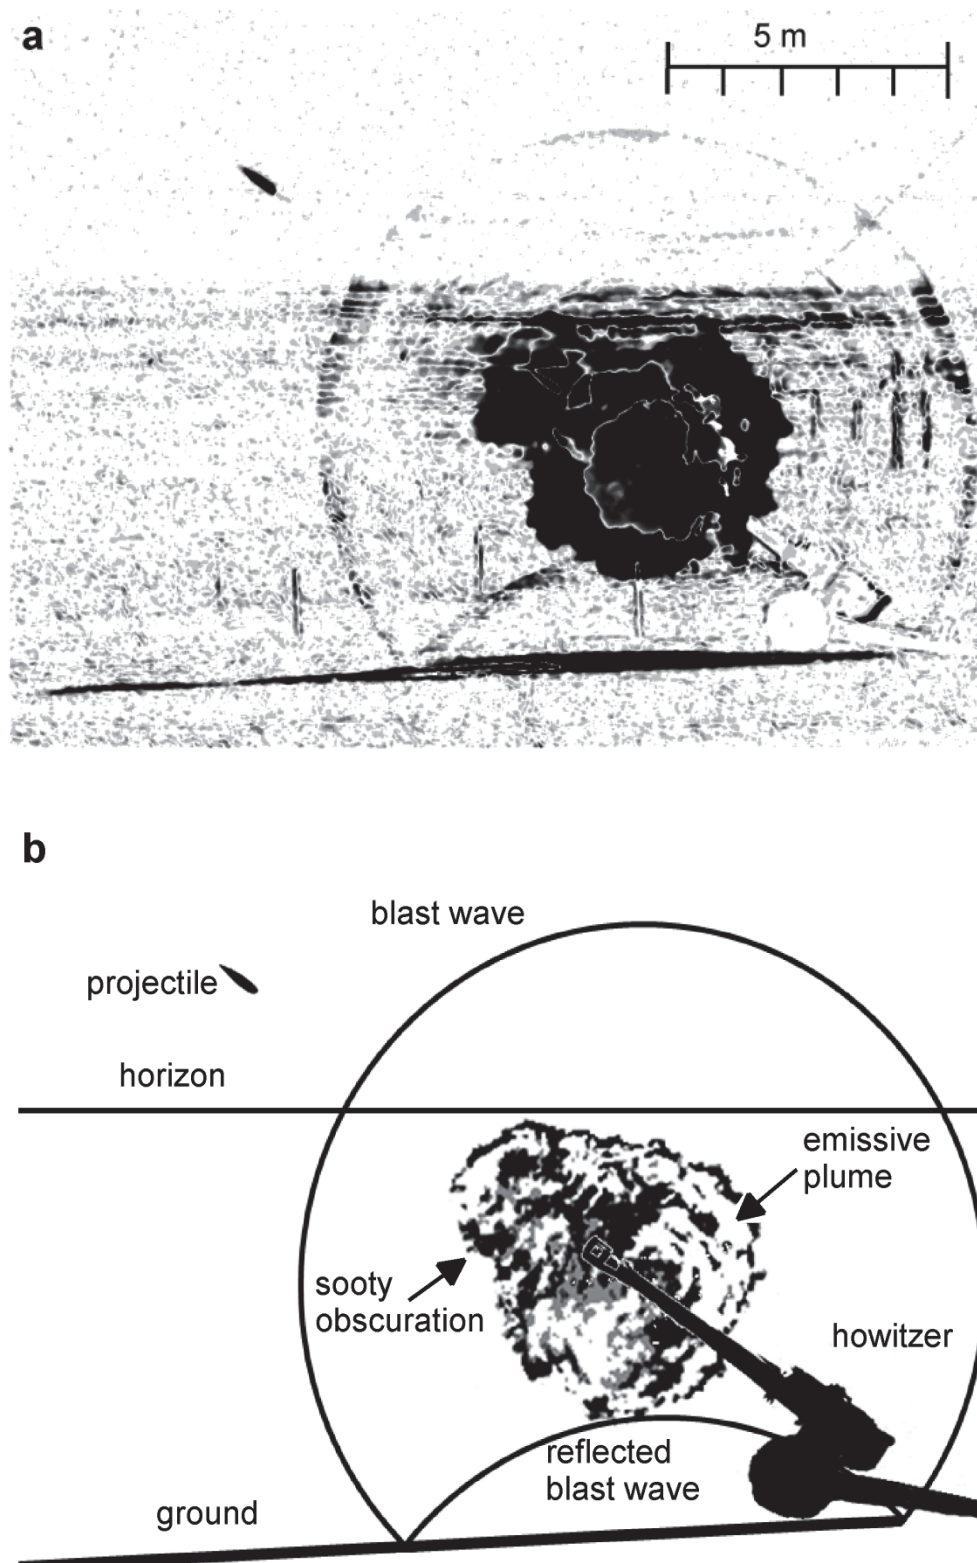 a
5 m
b
blast wave
projectile
horizon
emissive
plume
sooty
obscuration
howitzer
reflected
blast wave
ground